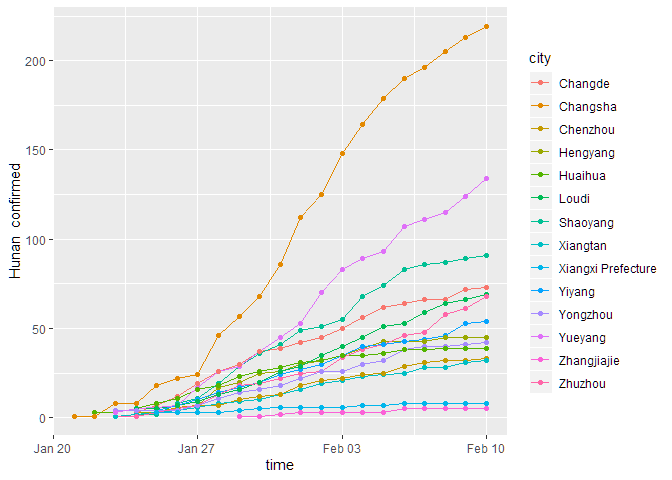 200
150
100
50
0
Hunan confirmed
Jan 20
Jan 27
Feb 03
Feb 10
time
city
Changde
Changsha
Chenzhou
Hengyang
Huaihua
Loudi
Shaoyang
Xiangtan
Xiangxi Prefecture
Yiyang
Yongzhou
Yueyang
Zhangjiajie
Zhuzhou